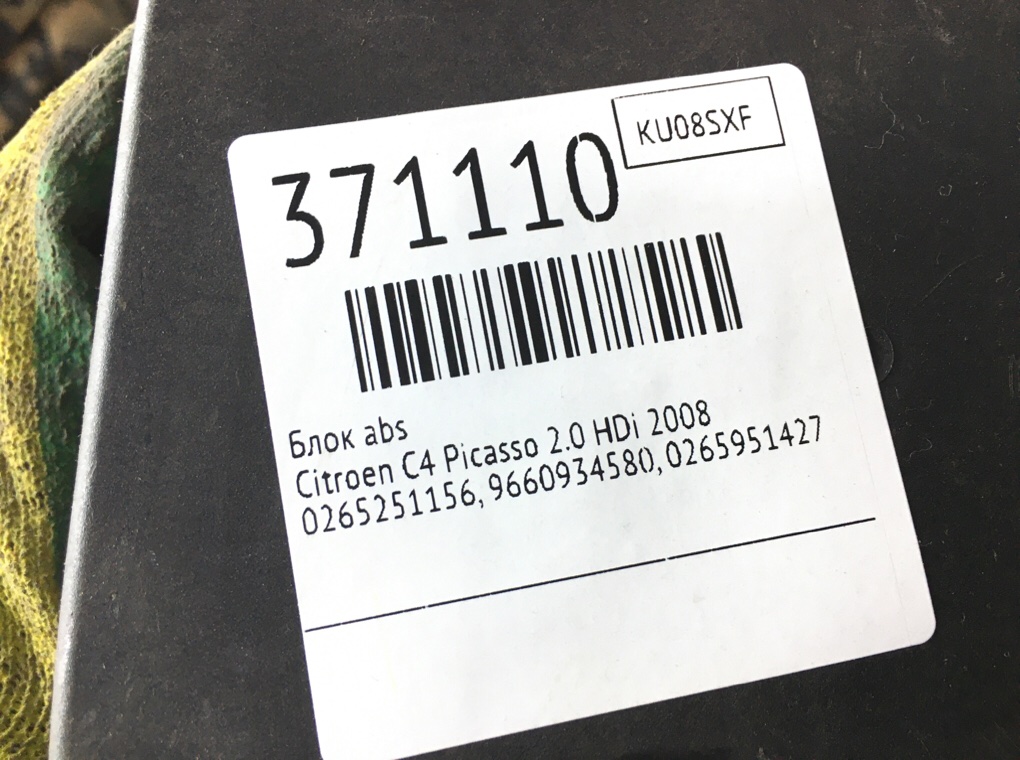 KU08SXF
371110
Блок abs
Citroen C4 Picasso 2.0 HDi 2008
0265251156, 9660934580, 0265951427